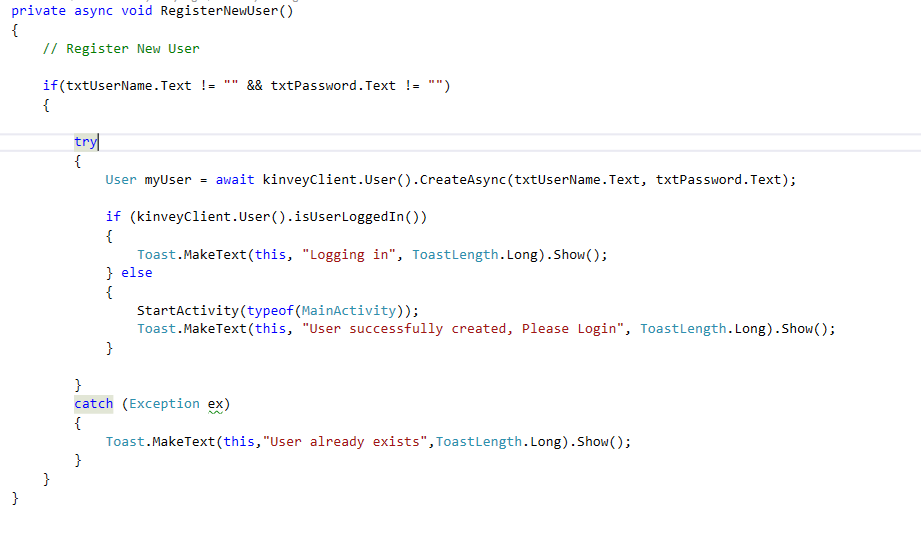 private async void RegisterNewUser()
{
    // Register New User
    if(txtUserName.Text != "" && txtPassword.Text != "")
    {
        try
        {
            User myUser = await kinveyClient.User().CreateAsync(txtUserName.Text, txtPassword.Text);
            if (kinveyClient.User().isUserLoggedIn())
            {
                Toast.MakeText(this, "Logging in", ToastLength.Long).Show();
            } else
            {
                StartActivity(typeof(MainActivity));
                Toast.MakeText(this, "User successfully created, Please Login", ToastLength.Long).Show();
            }
        }
        catch (Exception ex)
        {
            Toast.MakeText(this,"User already exists",ToastLength.Long).Show();
        }
    }
}